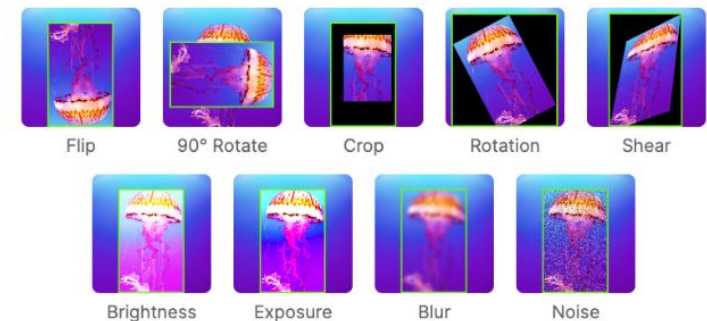 Flip
90° Rotate
Crop
Rotation
Shear
Brightness
Exposure
Blur
Noise